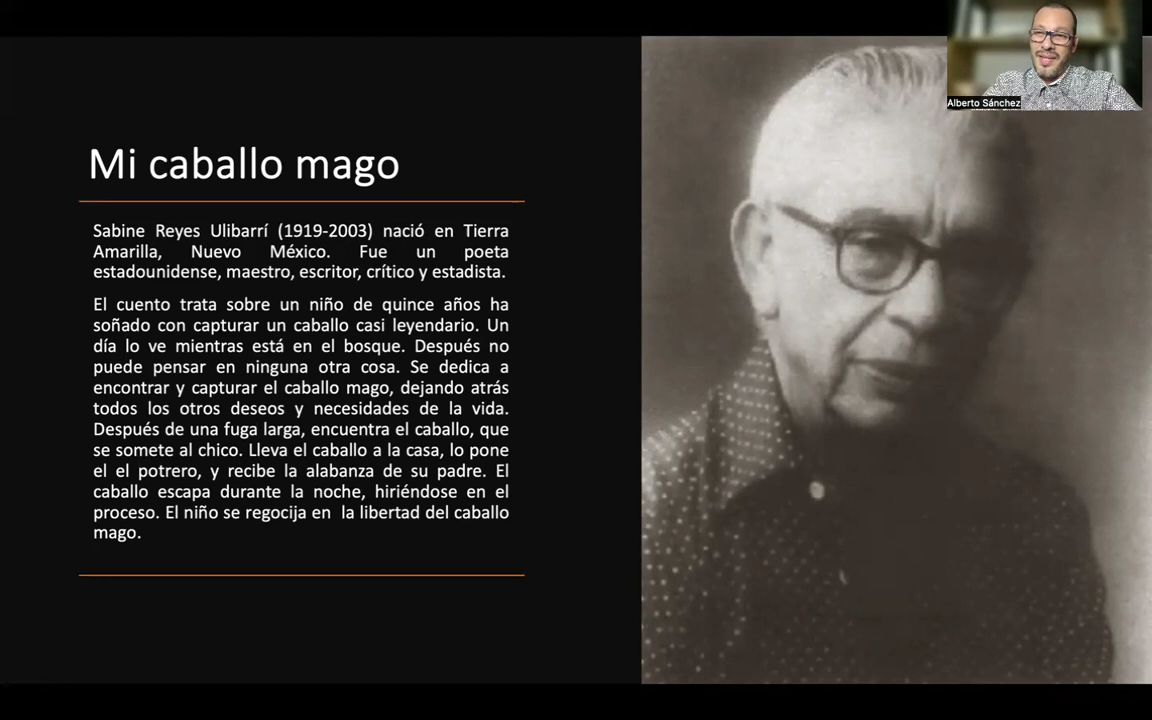 Alberto Sánchez
Mi caballo mago
Sabine Reyes Ulibarrí (1919-2003) nació en Tierra
Amarilla, Nuevo México. Fue un poeta
estadounidense, maestro, escritor, crítico y estadista.
El cuento trata sobre un niño de quince años ha
soñado con capturar un caballo casi leyendario. Un
día lo ve mientras está en el bosque. Después no
puede pensar en ninguna otra cosa. Se dedica a
encontrar y capturar el caballo mago, dejando atrás
todos los otros deseos y necesidades de la vida.
Después de una fuga larga, encuentra el caballo, que
se somete al chico. Lleva el caballo a la casa, lo pone
el el potrero, y recibe la alabanza de su padre. El
caballo escapa durante la noche, hiriéndose en el
proceso. El niño se regocija en la libertad del caballo
mago.